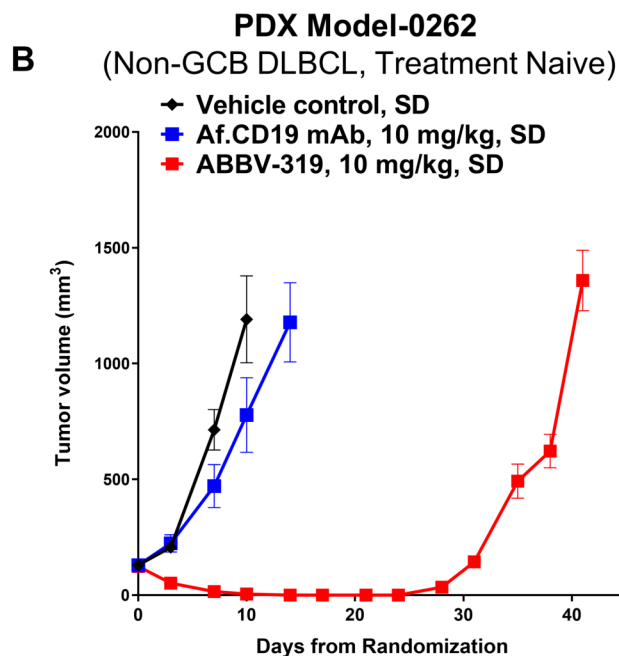 PDX Model-0262
B
(Non-GCB DLBCL, Treatment Naive)
Vehicle control, SD
Af.CD19 mAb, 10 mg/kg, SD
ABBV-319, 10 mg/kg, SD
2000
1500
1000
500
0
Tumor volume (mm³)
0 10 20 30 40
Days from Randomization